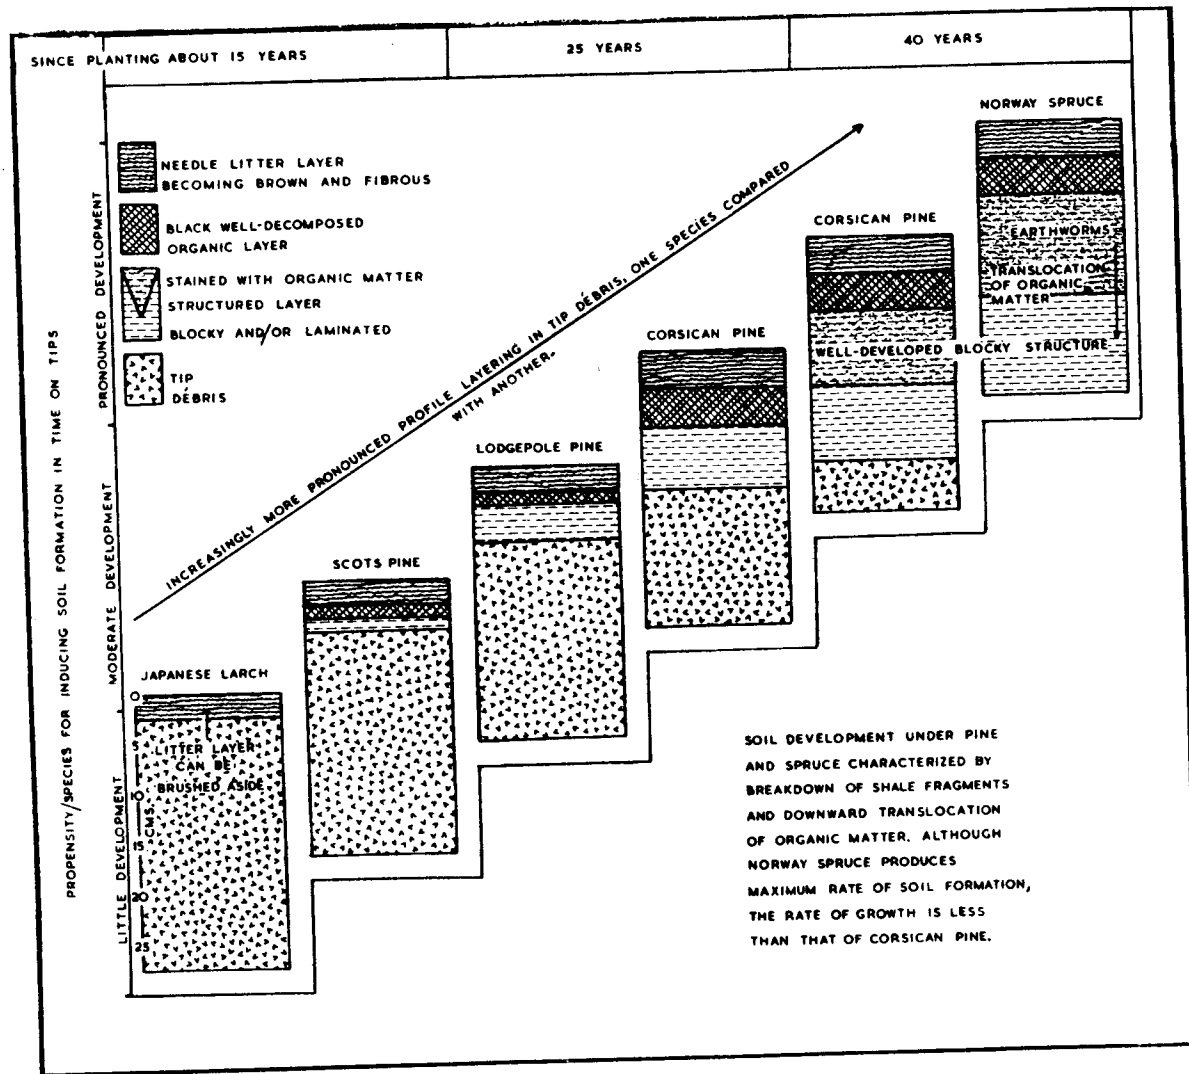 SINCE PLANTING ABOUT 15 YEARS
25 YEARS
40 YEARS
PROPENSITY/SPECIES FOR INDUCING SOIL FORMATION IN TIME ON TIPS
PRONOUNCED DEVELOPMENT
MODERATE DEVELOPMENT
LITTLE DEVELOPMENT
NEEDLE LITTER LAYER
BECOMING BROWN AND FIBROUS
BLACK WELL-DECOMPOSED
ORGANIC LAYER
STAINED WITH ORGANIC MATTER
STRUCTURED LAYER
BLOCKY AND/OR LAMINATED
TIP
DÉBRIS
INCREASINGLY MORE PRONOUNCED PROFILE LAYERING IN TIP DÉBRIS, ONE SPECIES COMPARED
WITH ANOTHER.
JAPANESE LARCH
0
5
10
15
20
25
CMS.
LITTER LAYER
CAN BE
BRUSHED ASIDE
SCOTS PINE
LODGEPOLE PINE
CORSICAN PINE
CORSICAN PINE
NORWAY SPRUCE
EARTHWORMS
TRANSLOCATION
OF ORGANIC
MATTER
WELL-DEVELOPED BLOCKY STRUCTURE
SOIL DEVELOPMENT UNDER PINE
AND SPRUCE CHARACTERIZED BY
BREAKDOWN OF SHALE FRAGMENTS
AND DOWNWARD TRANSLOCATION
OF ORGANIC MATTER. ALTHOUGH
NORWAY SPRUCE PRODUCES
MAXIMUM RATE OF SOIL FORMATION,
THE RATE OF GROWTH IS LESS
THAN THAT OF CORSICAN PINE.